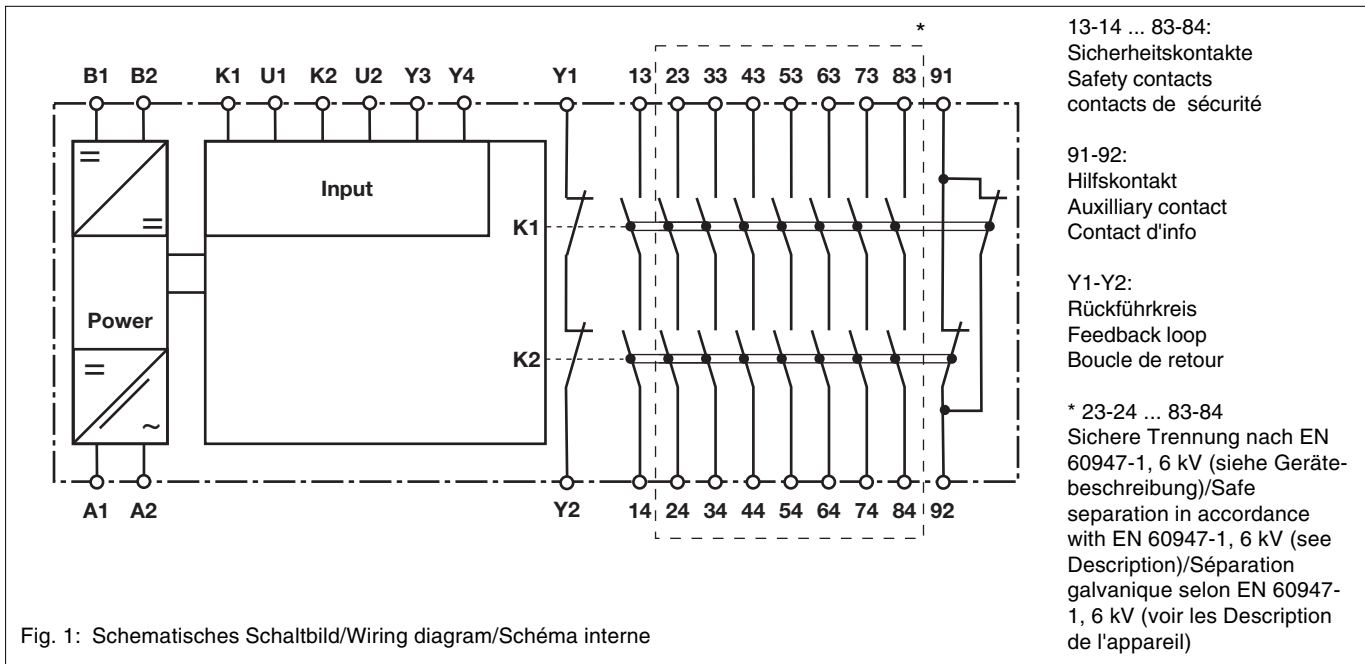 *
B1 B2 K1 U1 K2 U2 Y3 Y4 Y1 13 23 33 43 53 63 73 83 91
=
=
Input
K1
Power
K2
=
~
A1 A2 Y2 14 24 34 44 54 64 74 84 92
Fig. 1: Schematisches Schaltbild/Wiring diagram/Schéma interne
13-14 ... 83-84:
Sicherheitskontakte
Safety contacts
contacts de sécurité
91-92:
Hilfskontakt
Auxilliary contact
Contact d'info
Y1-Y2:
Rückführkreis
Feedback loop
Boucle de retour
* 23-24 ... 83-84
Sichere Trennung nach EN
60947-1, 6 kV (siehe Geräte-
beschreibung)/Safe
separation in accordance
with EN 60947-1, 6 kV (see
Description)/Séparation
galvanique selon EN 60947-
1, 6 kV (voir les Description
de l'appareil)